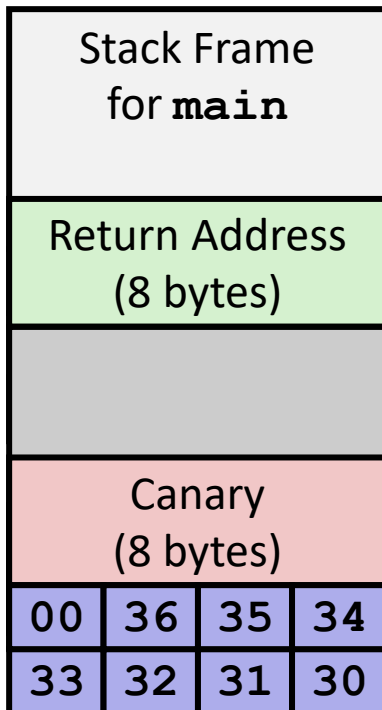 Stack Frame
for main
Return Address
(8 bytes)
Canary
(8 bytes)
00 36 35 34
33 32 31 30